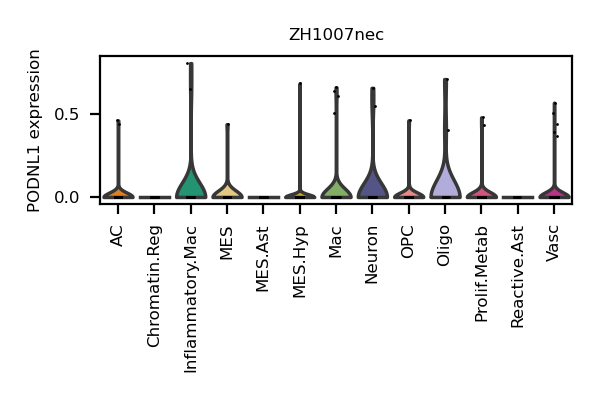 ZH1007nec
PODNL1 expression
0.5
0.0
AC
Chromatin.Reg
Inflammatory.Mac
MES
MES.Ast
MES.Hyp
Mac
Neuron
OPC
Oligo
Prolif.Metab
Reactive.Ast
Vasc